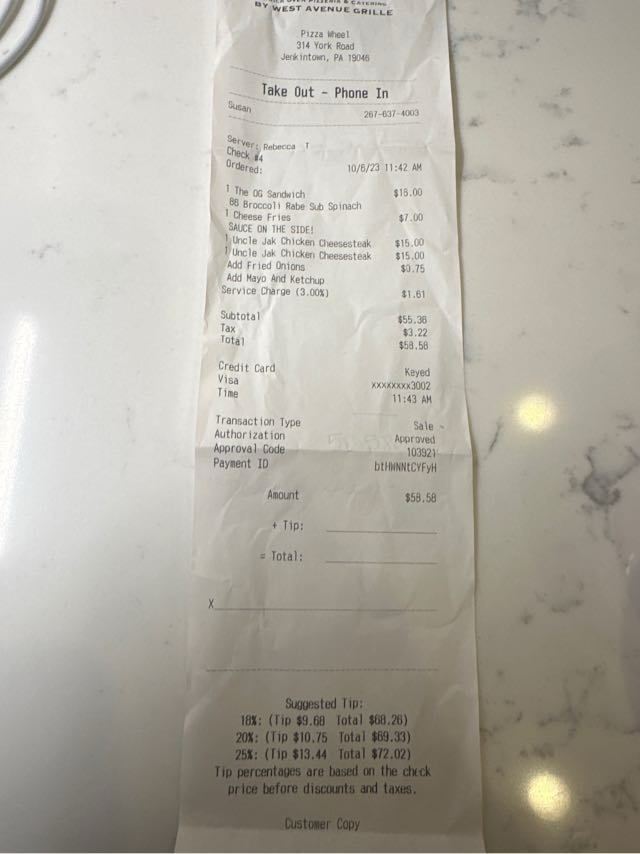 BY WEST AVENUE GRILLE
Pizza Wheel
314 York Road
Jenkintown, PA 19046
Take Out - Phone In
Susan 267-637-4003
Server: Rebecca T
Check #4
Ordered: 10/6/23 11:42 AM
1 The OG Sandwich $16.00
86 Broccoli Rabe Sub Spinach
1 Cheese Fries $7.00
SAUCE ON THE SIDE!
1 Uncle Jak Chicken Cheesesteak $15.00
1 Uncle Jak Chicken Cheesesteak $15.00
Add Fried Onions $0.75
Add Mayo And Ketchup
Service Charge (3.00%) $1.61
Subtotal $55.36
Tax $3.22
Total $58.58
Credit Card Keyed
Visa xxxxxxxx3002
Time 11:43 AM
Transaction Type Sale
Authorization Approved
Approval Code 103921
Payment ID btHWNNtCYFyH
Amount $58.58
+ Tip:
= Total:
X
Suggested Tip:
18%: (Tip $9.68 Total $68.26)
20%: (Tip $10.75 Total $69.33)
25%: (Tip $13.44 Total $72.02)
Tip percentages are based on the check
price before discounts and taxes.
Customer Copy